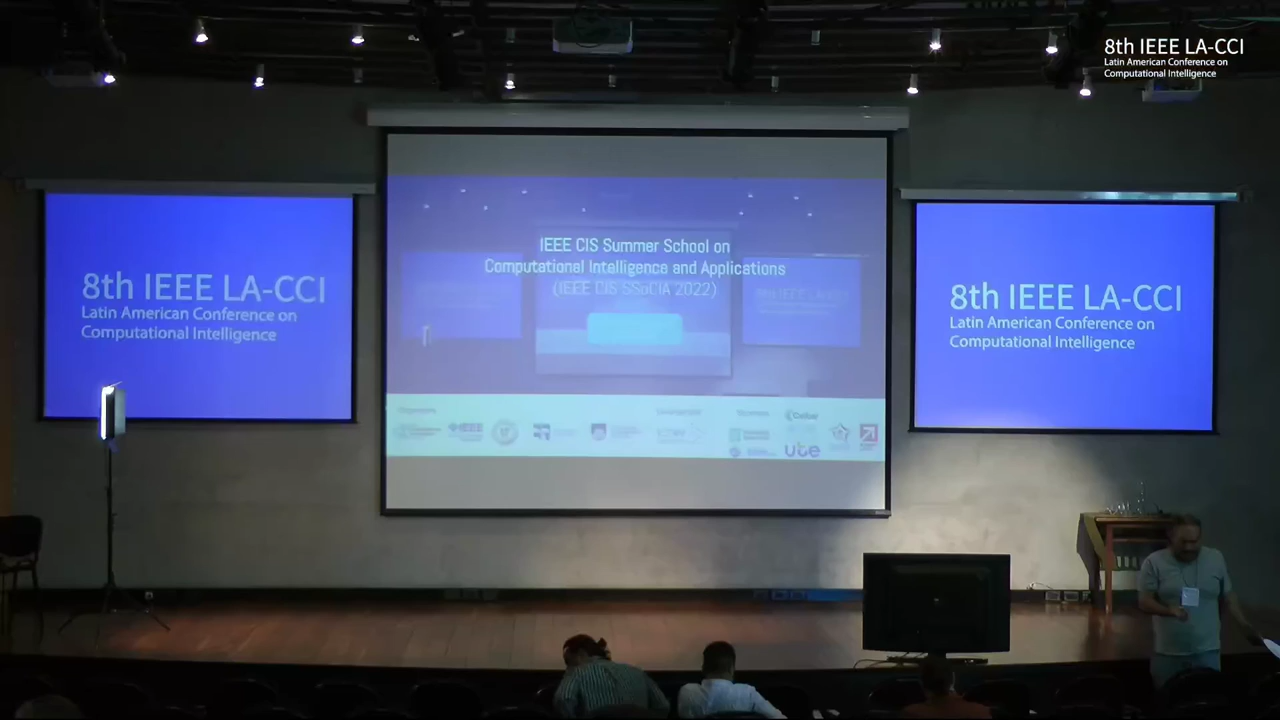 8th IEEE LA-CCI
Latin American Conference on
Computational Intelligence
8th IEEE LA-CCI
Latin American Conference on
Computational Intelligence
IEEE CIS Summer School on
Computational Intelligence and Applications
(IEEE CIS SSoCIA 2022)
ute
8th IEEE LA-CCI
Latin American Conference on
Computational Intelligence